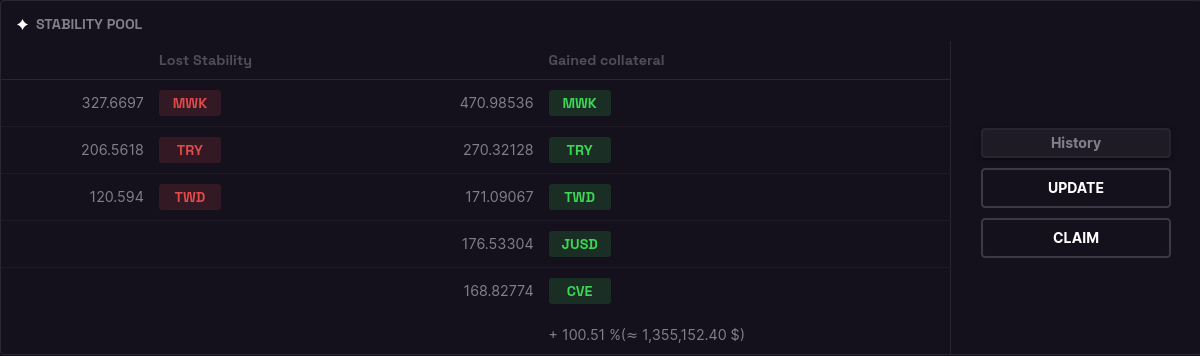 STABILITY POOL
Lost Stability Gained collateral
327.6697 MWK 470.98536 MWK
206.5618 TRY 270.32128 TRY
120.594 TWD 171.09067 TWD
176.53304 JUSD
168.82774 CVE
+ 100.51 %(≈ 1,355,152.40 $)
History
UPDATE
CLAIM